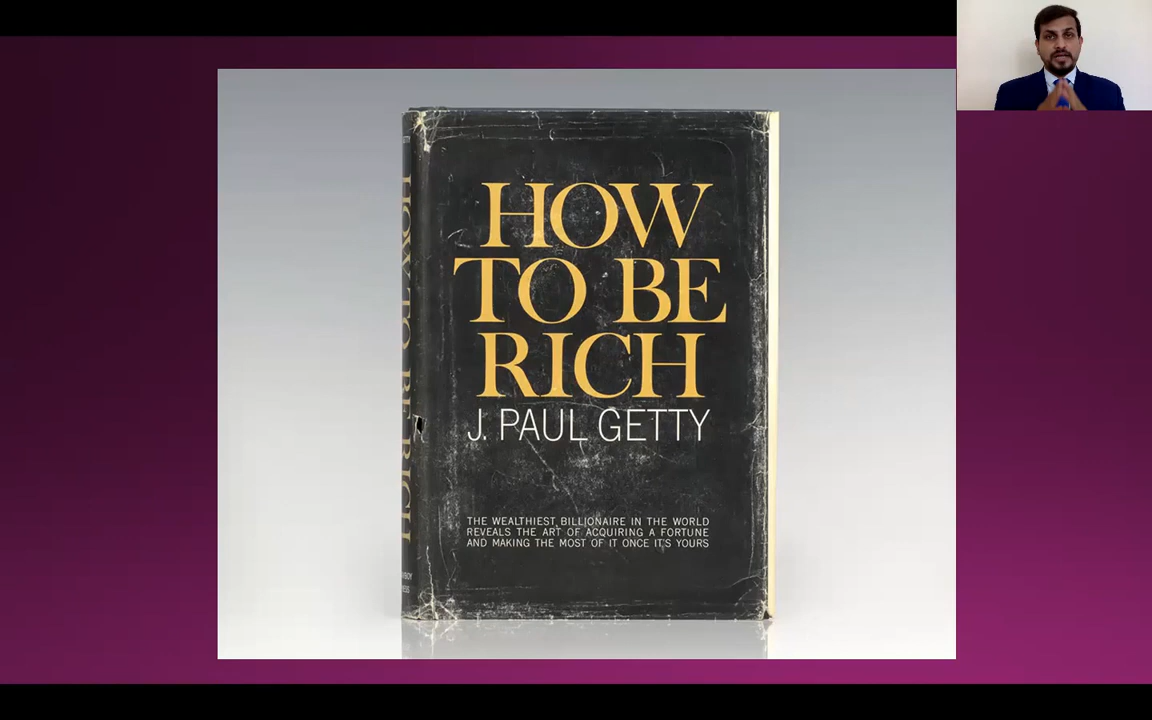 HOW
TO BE
RICH
J. PAUL GETTY
THE WEALTHIEST BILLIONAIRE IN THE WORLD
REVEALS THE ART OF ACQUIRING A FORTUNE
AND MAKING THE MOST OF IT ONCE IT'S YOURS
HOW TO BE RICH